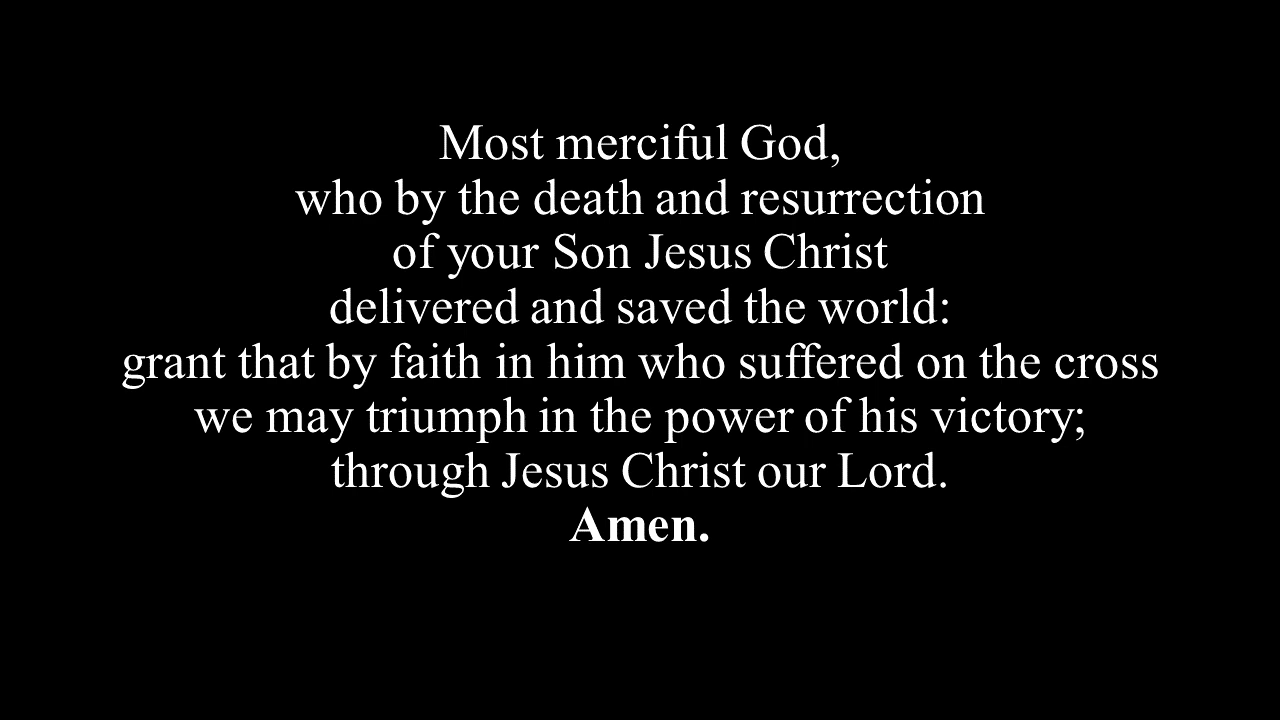 Most merciful God,
who by the death and resurrection
of your Son Jesus Christ
delivered and saved the world:
grant that by faith in him who suffered on the cross
we may triumph in the power of his victory;
through Jesus Christ our Lord.
Amen.